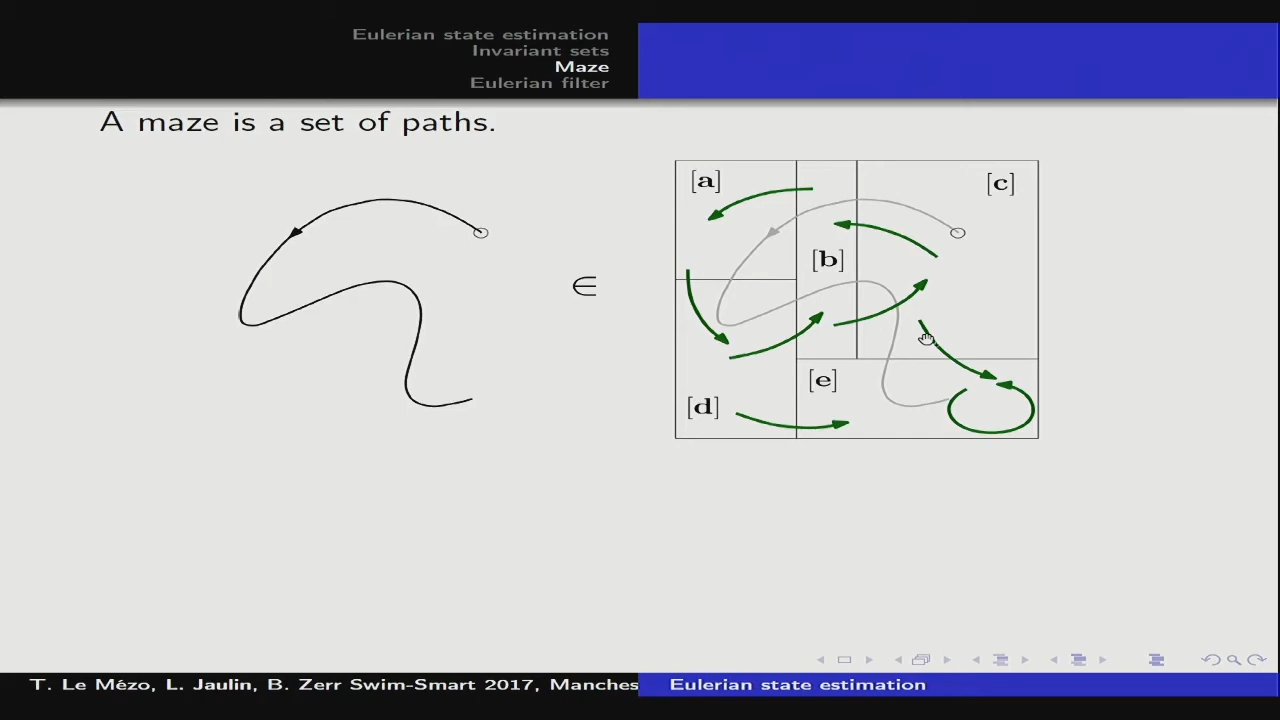 Eulerian state estimation
Invariant sets
Maze
Eulerian filter
A maze is a set of paths.
∈
[a]
[c]
[b]
[e]
[d]
T. Le Mézo, L. Jaulin, B. Zerr Swim-Smart 2017, Manches
Eulerian state estimation